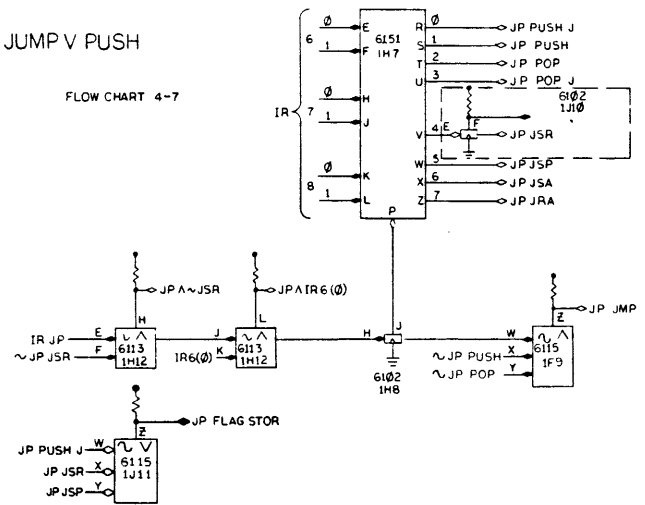 JUMP V PUSH
FLOW CHART 4-7
IR
6
7
8
Ø
1
Ø
1
Ø
1
E
F
H
J
K
L
6151
1H7
P
R Ø JP PUSH J
S 1 JP PUSH
T 2 JP POP
U 3 JP POP J
6102
1J1Ø
V 4 E F JP JSR
W 5 JP JSP
X 6 JP JSA
Z 7 JP JRA
JP ∧ ~JSR
JP ∧ IR6(Ø)
JP JMP
H
L
Z
IR JP E
~JP JSR F
~ ∧
6113
1H12
J
IR6(Ø) K
~ ∧
6113
1H12
H
J
6102
1H8
W
~JP PUSH X
~JP POP Y
~ ∧
6115
1F9
JP FLAG STOR
Z
JP PUSH J W
JP JSR X
JP JSP Y
~ V
6115
1J11